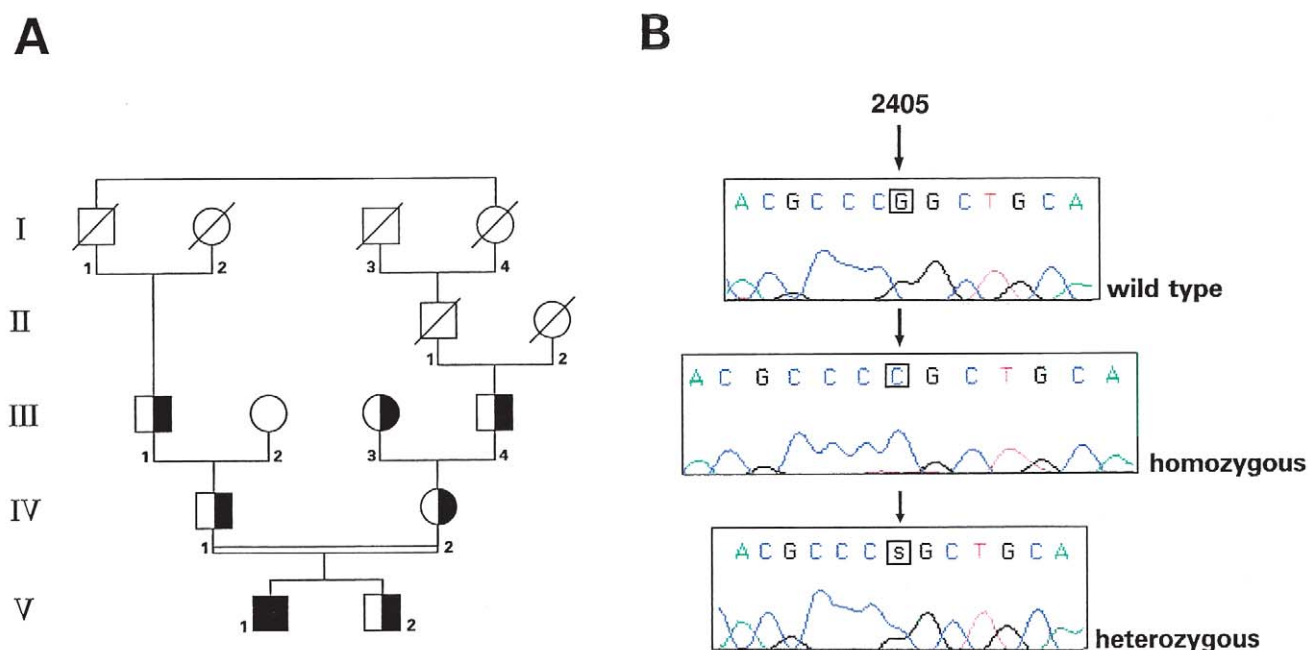 A
I
1 2 3 4
II
1 2
III
1 2 3 4
IV
1 2
V
1 2
B
2405
A C G C C C G G C T G C A
wild type
A C G C C C C G C T G C A
homozygous
A C G C C C S G C T G C A
heterozygous